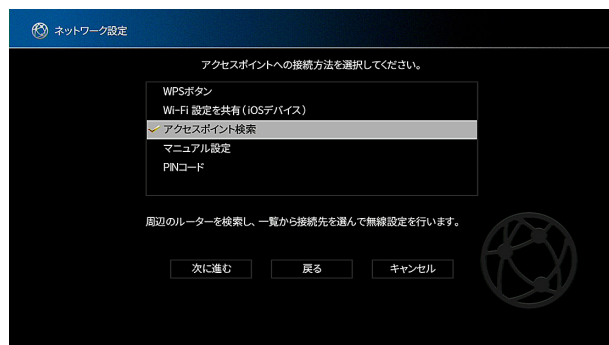 ネットワーク設定
アクセスポイントへの接続方法を選択してください。
WPSボタン
Wi-Fi 設定を共有(iOSデバイス)
アクセスポイント検索
マニュアル設定
PINコード
周辺のルーターを検索し、一覧から接続先を選んで無線設定を行います。
次に進む 戻る キャンセル